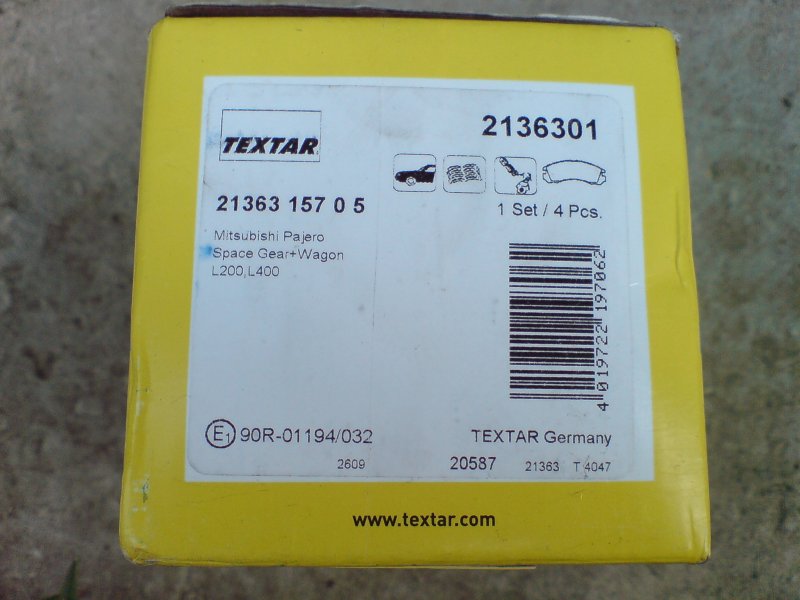 TEXTAR
2136301
21363 157 0 5
1 Set / 4 Pcs.
Mitsubishi Pajero
Space Gear+Wagon
L200,L400
4 019722 197062
E1 90R-01194/032
TEXTAR Germany
2609
20587
21363 T 4047
www.textar.com